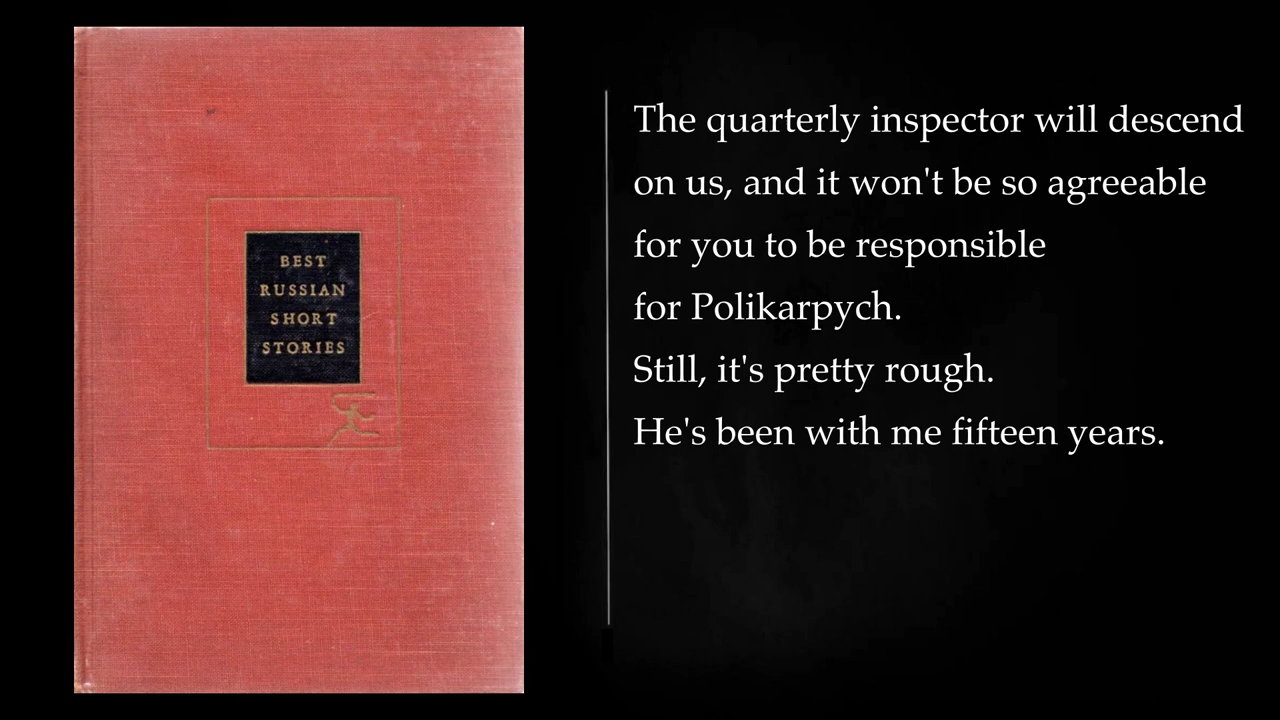 BEST
RUSSIAN
SHORT
STORIES
The quarterly inspector will descend
on us, and it won't be so agreeable
for you to be responsible
for Polikarpych.
Still, it's pretty rough.
He's been with me fifteen years.